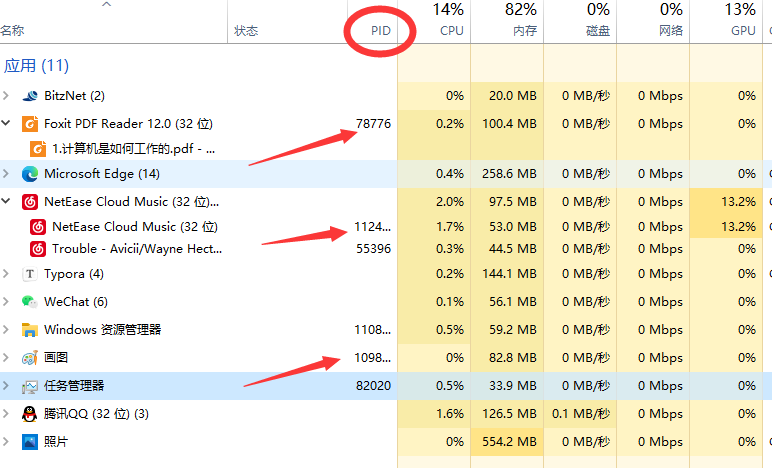 14% 82% 0% 0% 13%
名称 状态 PID CPU 内存 磁盘 网络 GPU
应用 (11)
BitzNet (2) 0% 20.0 MB 0 MB/秒 0 Mbps 0%
Foxit PDF Reader 12.0 (32 位) 78776 0.2% 100.4 MB 0 MB/秒 0 Mbps 0%
1.计算机是如何工作的.pdf - ...
Microsoft Edge (14) 0.4% 258.6 MB 0 MB/秒 0 Mbps 0%
NetEase Cloud Music (32 位)... 2.0% 97.5 MB 0 MB/秒 0 Mbps 13.2%
NetEase Cloud Music (32 位) 1124... 1.7% 53.0 MB 0 MB/秒 0 Mbps 13.2%
Trouble - Avicii/Wayne Hect... 55396 0.3% 44.5 MB 0 MB/秒 0 Mbps 0%
Typora (4) 0.2% 144.1 MB 0 MB/秒 0 Mbps 0%
WeChat (6) 0.1% 56.1 MB 0 MB/秒 0 Mbps 0%
Windows 资源管理器 1108... 0.5% 59.2 MB 0 MB/秒 0 Mbps 0%
画图 1098... 0% 82.8 MB 0 MB/秒 0 Mbps 0%
任务管理器 82020 0.5% 33.9 MB 0 MB/秒 0 Mbps 0%
腾讯QQ (32 位) (3) 1.6% 126.5 MB 0.1 MB/秒 0 Mbps 0%
照片 0% 554.2 MB 0 MB/秒 0 Mbps 0%